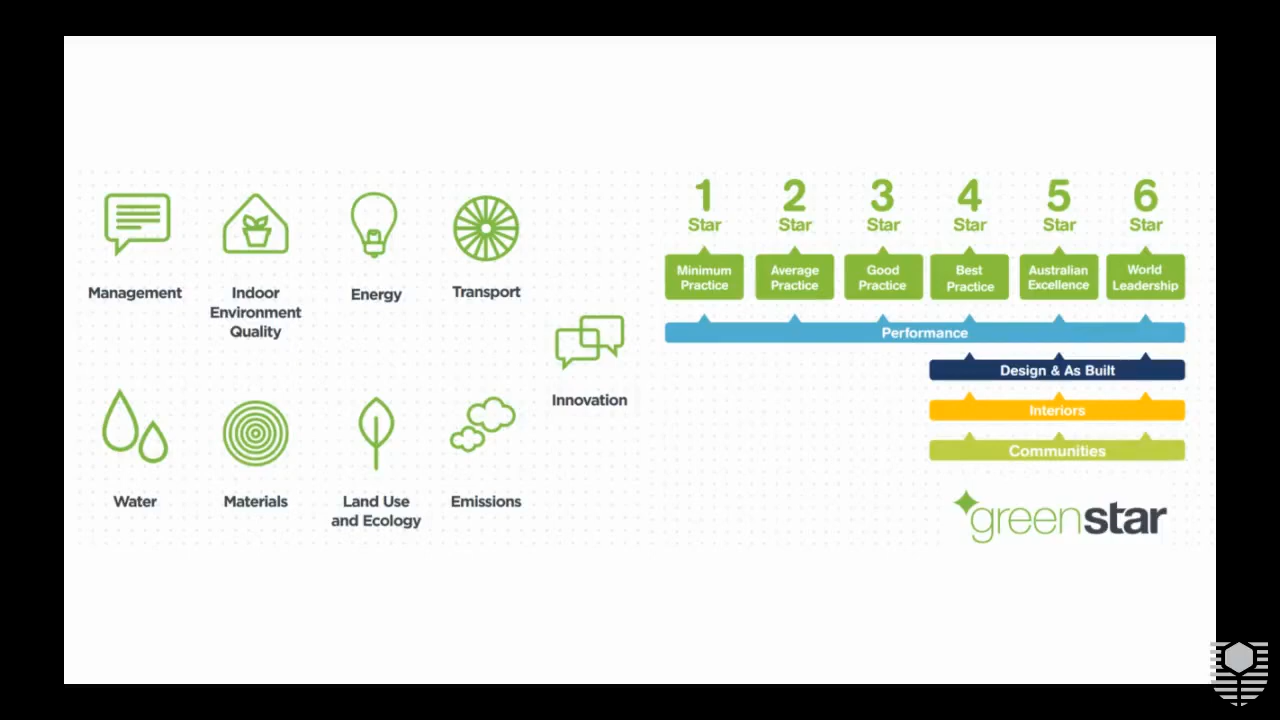 Management
Indoor
Environment
Quality
Energy
Transport
Innovation
Water
Materials
Land Use
and Ecology
Emissions
1 2 3 4 5 6
Star Star Star Star Star Star
Minimum
Practice
Average
Practice
Good
Practice
Best
Practice
Australian
Excellence
World
Leadership
Performance
Design & As Built
Interiors
Communities
greenstar